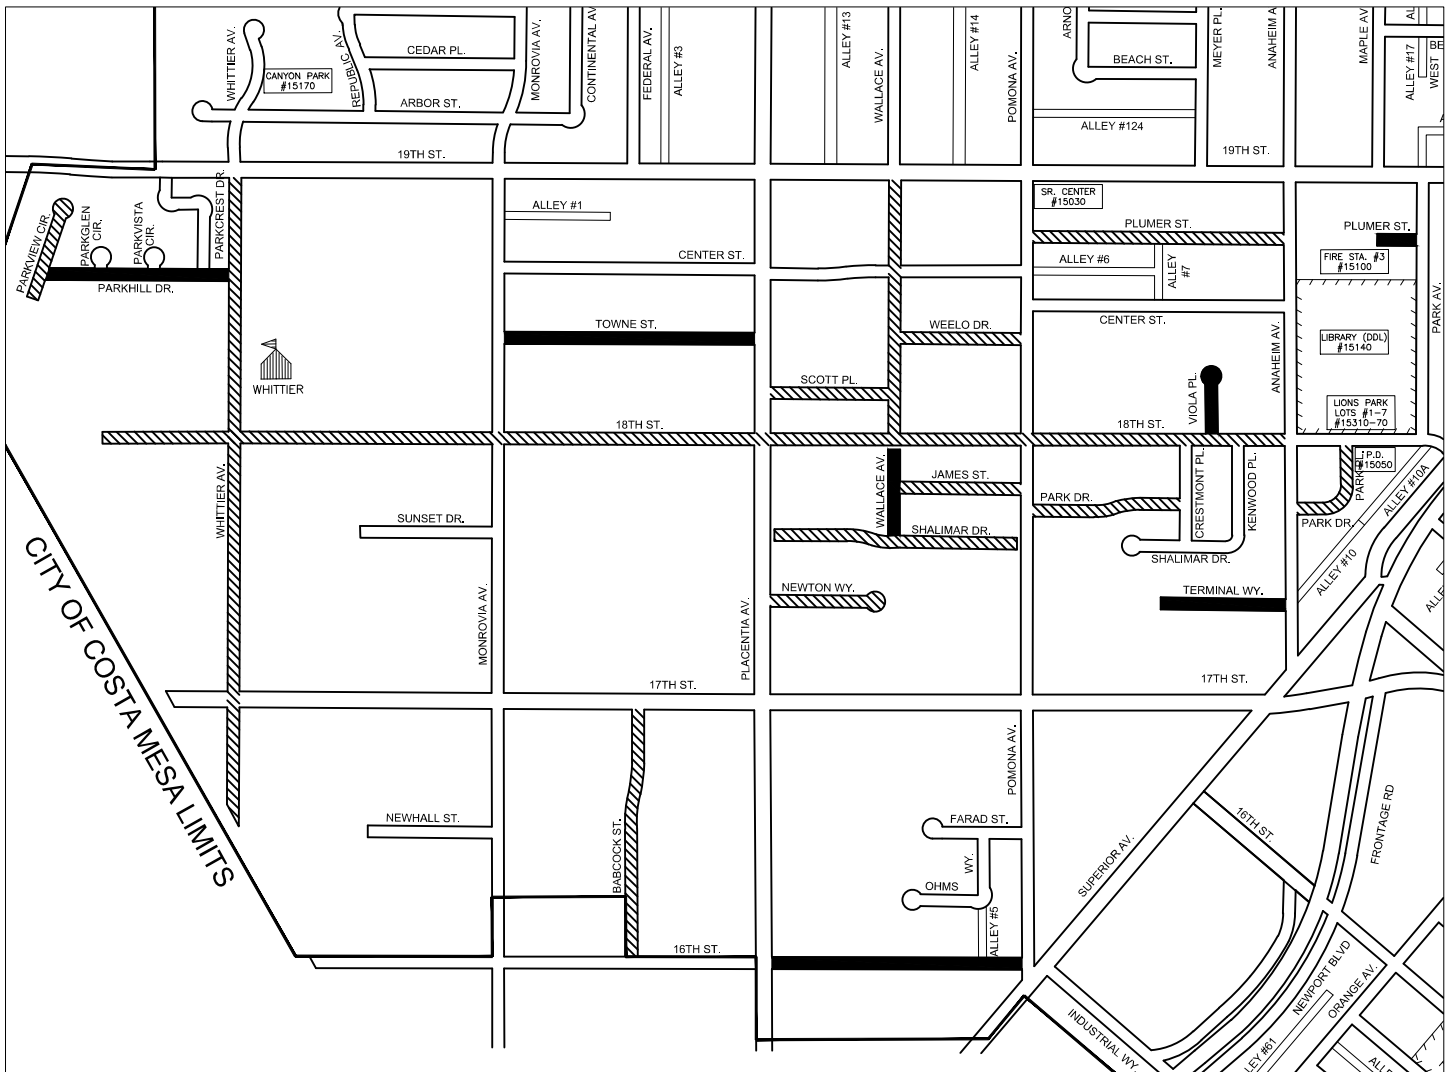 WHITTIER AV.
REPUBLIC AV.
CEDAR PL.
MONROVIA AV.
CONTINENTAL AV
FEDERAL AV.
ALLEY #3
ALLEY #13
WALLACE AV.
ALLEY #14
POMONA AV.
ARNO
BEACH ST.
MEYER PL.
ANAHEIM A
MAPLE AV.
AL
ALLEY #17
WEST
BE
CANYON PARK
#15170
ARBOR ST.
ALLEY #124
A
19TH ST.
19TH ST.
PARKVIEW CIR.
PARKGLEN
CIR.
PARKVISTA
CIR.
PARKCREST DR.
ALLEY #1
SR. CENTER
#15030
PLUMER ST.
PLUMER ST.
CENTER ST.
ALLEY #6
ALLEY
#7
FIRE STA. #3
#15100
PARKHILL DR.
PARK AV.
TOWNE ST.
WEELO DR.
CENTER ST.
ANAHEIM AV.
LIBRARY (DDL)
#15140
WHITTIER
SCOTT PL.
VIOLA PL.
LIONS PARK
LOTS #1-7
#15310-70
18TH ST.
18TH ST.
WHITTIER AV.
WALLACE AV.
JAMES ST.
PARK DR.
CRESTMONT PL.
KENWOOD PL.
P.D.
#15050
ALLEY #10A
SUNSET DR.
SHALIMAR DR.
PARK DR.
SHALIMAR DR.
ALLEY #10
CITY OF COSTA MESA LIMITS
MONROVIA AV.
PLACENTIA AV.
NEWTON WY.
TERMINAL WY.
ALLE
17TH ST.
17TH ST.
POMONA AV.
NEWHALL ST.
BABCOCK ST.
FARAD ST.
WY.
OHMS
ALLEY #5
SUPERIOR AV.
16TH ST.
FRONTAGE RD
16TH ST.
INDUSTRIAL WY.
NEWPORT BLVD
ORANGE AV.
LEY #61
ALLE